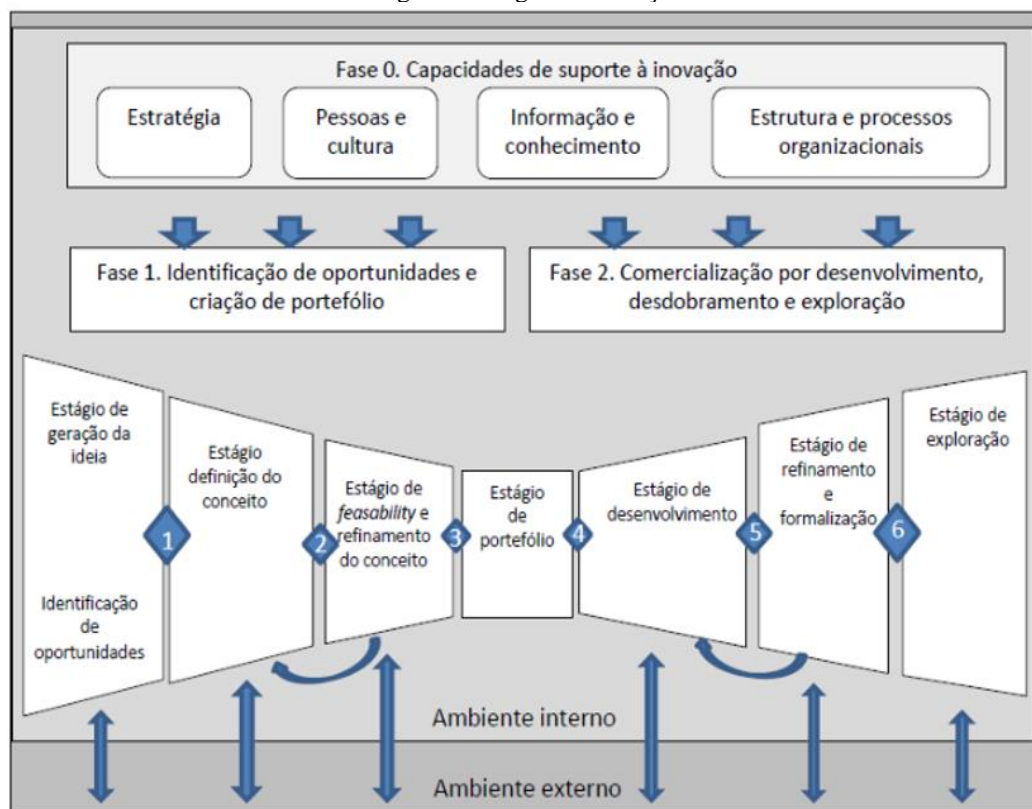 Fase 0. Capacidades de suporte à inovação
Estratégia
Pessoas e
cultura
Informação e
conhecimento
Estrutura e processos
organizacionais
Fase 1. Identificação de oportunidades e
criação de portefólio
Fase 2. Comercialização por desenvolvimento,
desdobramento e exploração
Estágio de
geração da
ideia
Identificação
de
oportunidades
1
Estágio
definição do
conceito
2
Estágio de
feasability e
refinamento
do conceito
3
Estágio
de
portefólio
4
Estágio de
desenvolvimento
5
Estágio de
refinamento
e
formalização
6
Estágio de
exploração
Ambiente interno
Ambiente externo